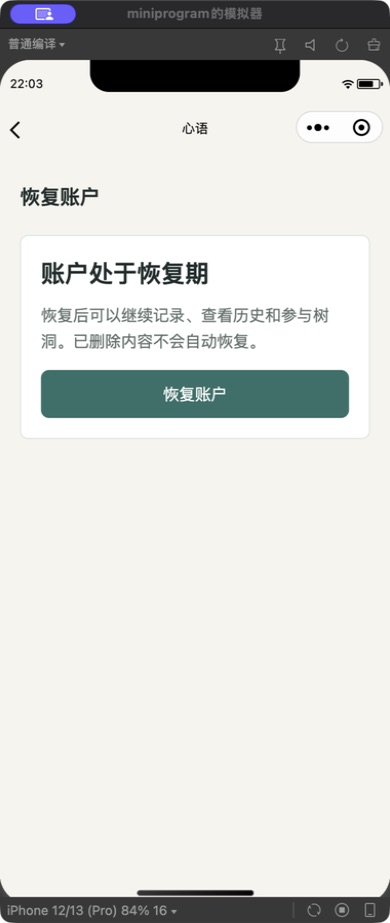 miniprogram的模拟器
普通编译
22:03
心语
恢复账户
账户处于恢复期
恢复后可以继续记录、查看历史和参与树
洞。已删除内容不会自动恢复。
恢复账户
iPhone 12/13 (Pro) 84% 16